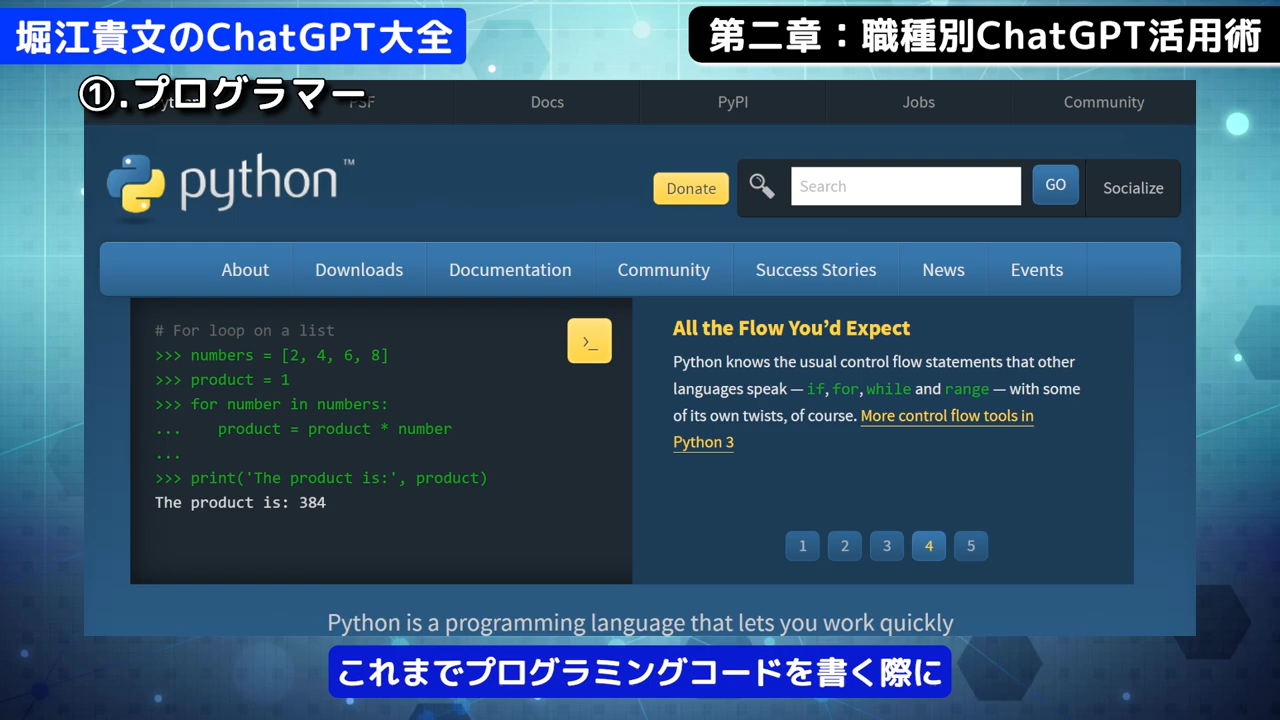 堀江貴文のChatGPT大全
第二章：職種別ChatGPT活用術
①.プログラマー
PSF
Docs
PyPI
Jobs
Community
python™
Donate
Search
GO
Socialize
About
Downloads
Documentation
Community
Success Stories
News
Events
# For loop on a list
>>> numbers = [2, 4, 6, 8]
>>> product = 1
>>> for number in numbers:
...    product = product * number
...
>>> print('The product is:', product)
The product is: 384
>_
All the Flow You’d Expect
Python knows the usual control flow statements that other
languages speak — if, for, while and range — with some
of its own twists, of course. More control flow tools in
Python 3
1
2
3
4
5
Python is a programming language that lets you work quickly
これまでプログラミングコードを書く際に